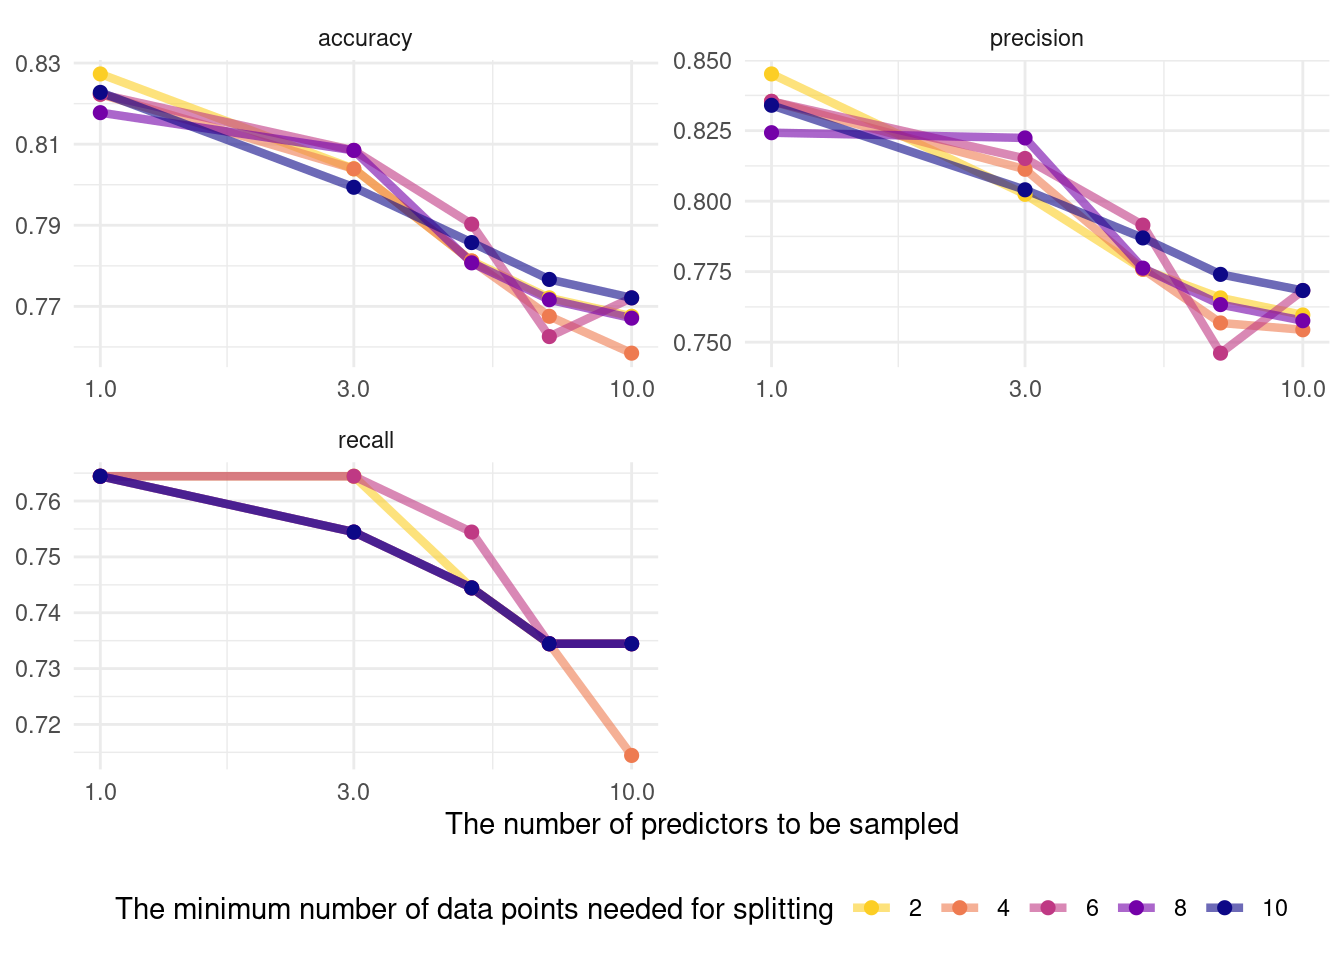 accuracy
precision
0.83
0.81
0.79
0.77
1.0 3.0 10.0
0.850
0.825
0.800
0.775
0.750
1.0 3.0 10.0
recall
0.76
0.75
0.74
0.73
0.72
1.0 3.0 10.0
The number of predictors to be sampled
The minimum number of data points needed for splitting 2 4 6 8 10